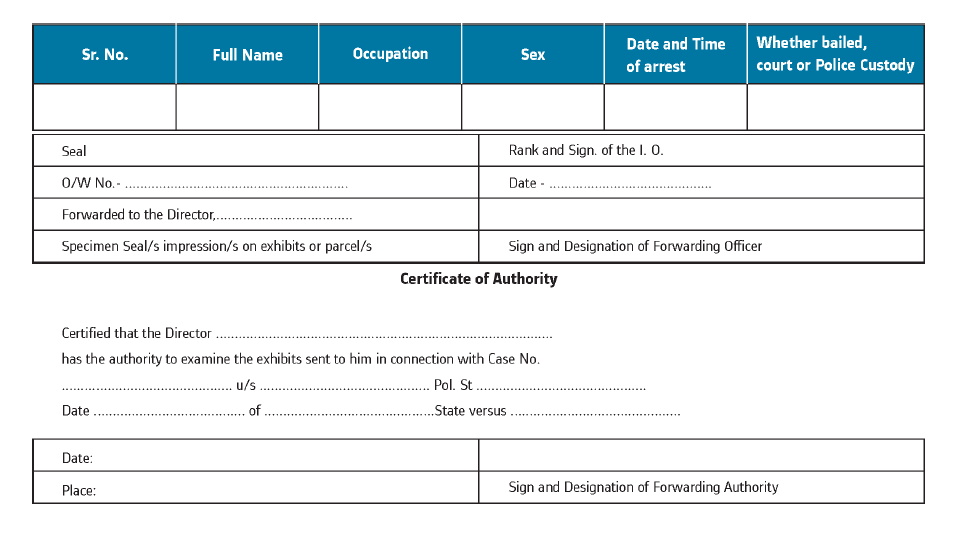 Sr. No. Full Name Occupation Sex Date and Time of arrest Whether bailed, court or Police Custody
Seal Rank and Sign. of the I. O.
O/W No.- ........................................................... Date - ...........................................
Forwarded to the Director,....................................
Specimen Seal/s impression/s on exhibits or parcel/s Sign and Designation of Forwarding Officer
Certificate of Authority
Certified that the Director .........................................................................................
has the authority to examine the exhibits sent to him in connection with Case No.
............................................. u/s ............................................. Pol. St .............................................
Date ........................................ of .............................................State versus .............................................
Date:
Place: Sign and Designation of Forwarding Authority